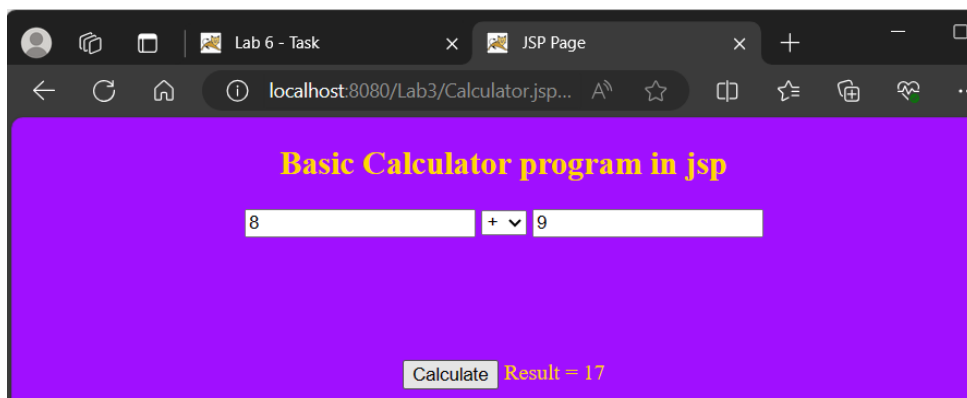 Lab 6 - Task
JSP Page
localhost:8080/Lab3/Calculator.jsp...
Basic Calculator program in jsp
8 + 9
Calculate Result = 17